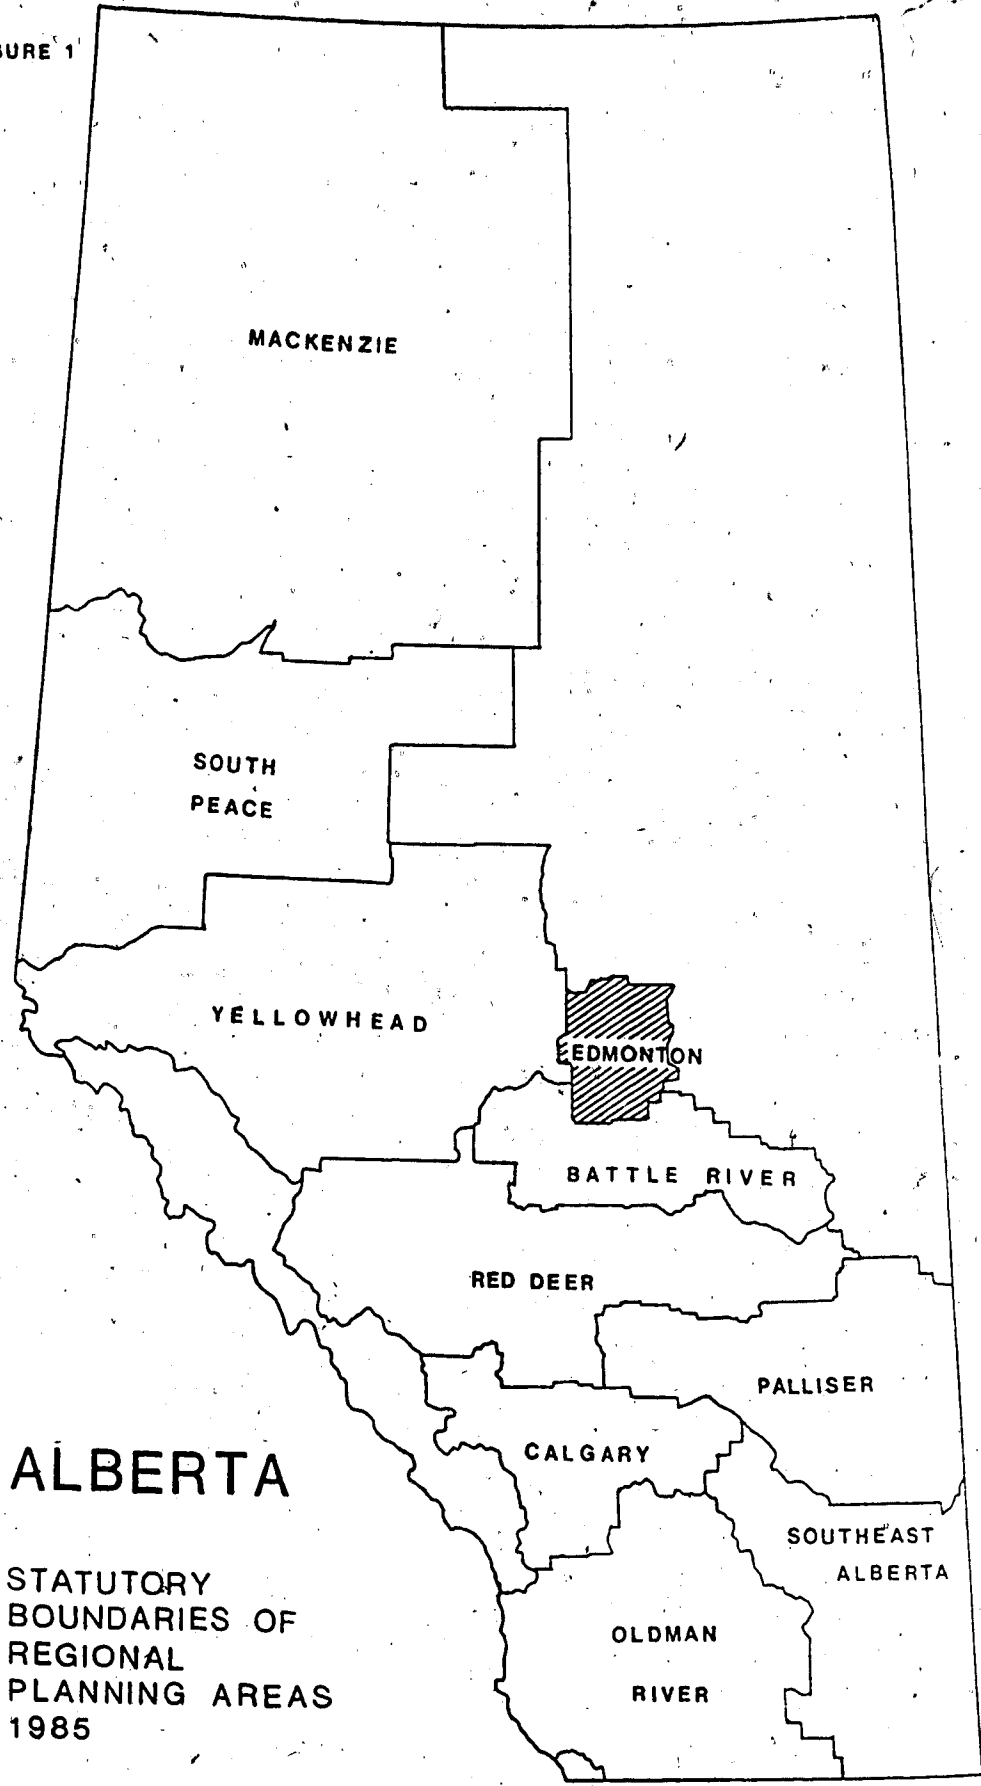 GURE 1
MACKENZIE
SOUTH
PEACE
YELLOWHEAD
EDMONTON
BATTLE RIVER
RED DEER
PALLISER
CALGARY
SOUTHEAST
ALBERTA
OLDMAN
RIVER
ALBERTA
STATUTORY
BOUNDARIES OF
REGIONAL
PLANNING AREAS
1985